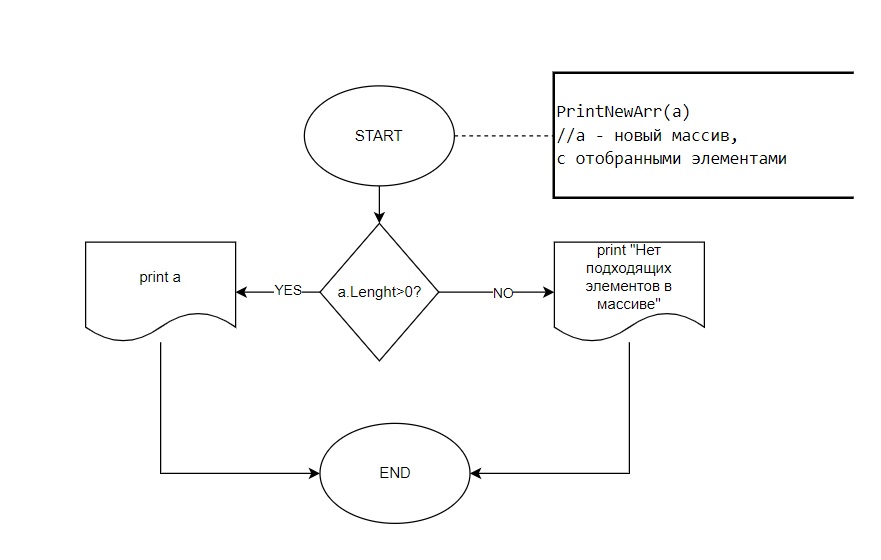 START
PrintNewArr(a)
//a - новый массив,
с отобранными элементами
print a
YES
a.Lenght>0?
NO
print "Нет
подходящих
элементов в
массиве"
END